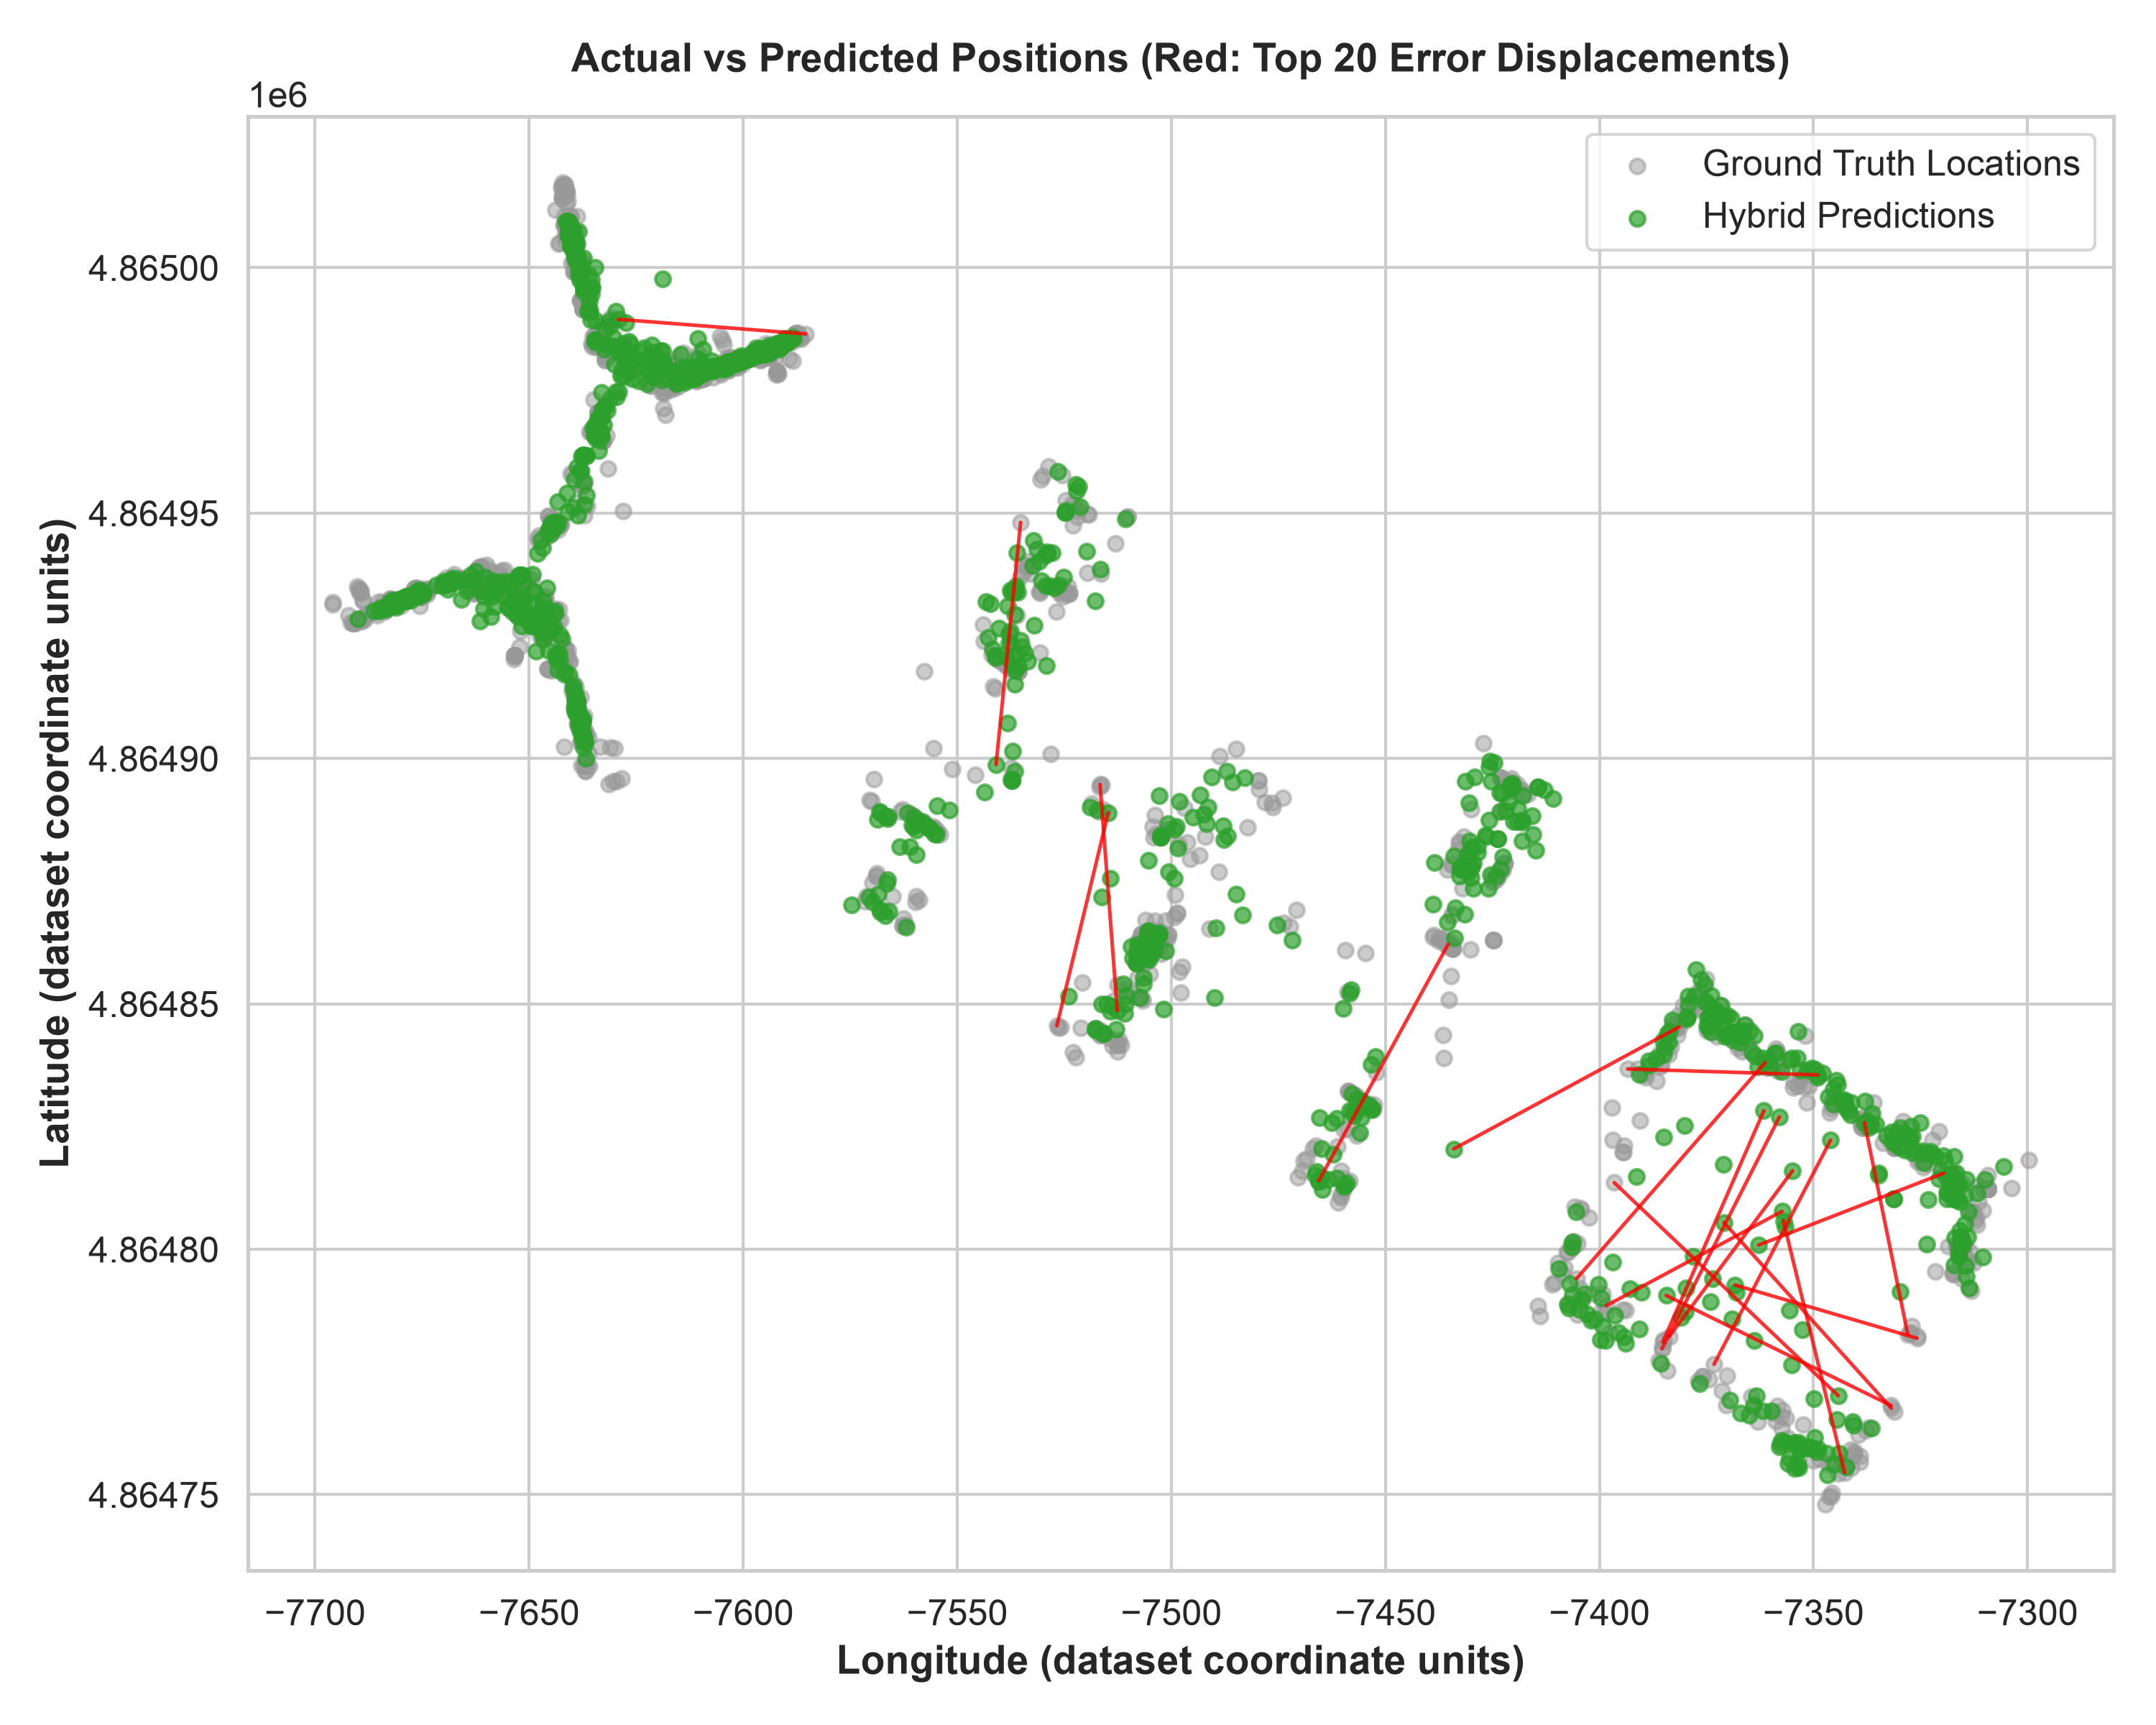 Actual vs Predicted Positions (Red: Top 20 Error Displacements)
1e6
Ground Truth Locations
Hybrid Predictions
4.86500
4.86495
4.86490
4.86485
4.86480
4.86475
Latitude (dataset coordinate units)
−7700 −7650 −7600 −7550 −7500 −7450 −7400 −7350 −7300
Longitude (dataset coordinate units)